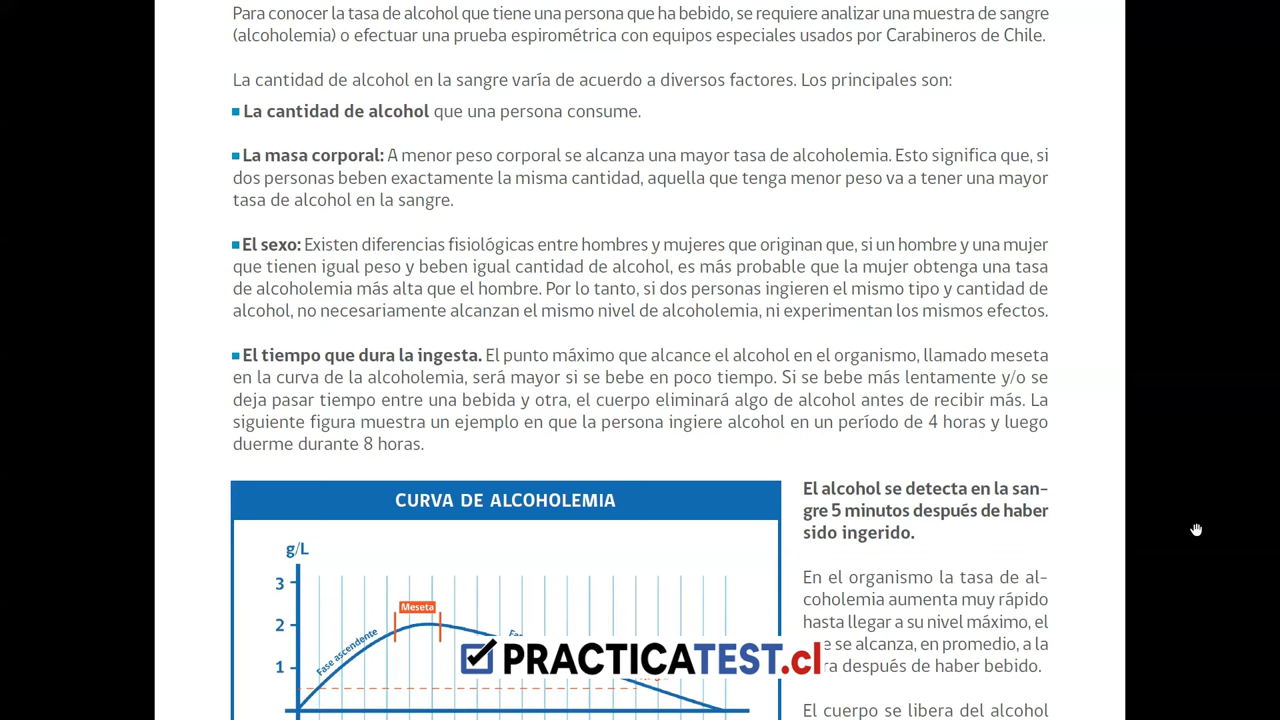 Para conocer la tasa de alcohol que tiene una persona que ha bebido, se requiere analizar una muestra de sangre
(alcoholemia) o efectuar una prueba espirométrica con equipos especiales usados por Carabineros de Chile.
La cantidad de alcohol en la sangre varía de acuerdo a diversos factores. Los principales son:
La cantidad de alcohol que una persona consume.
La masa corporal: A menor peso corporal se alcanza una mayor tasa de alcoholemia. Esto significa que, si
dos personas beben exactamente la misma cantidad, aquella que tenga menor peso va a tener una mayor
tasa de alcohol en la sangre.
El sexo: Existen diferencias fisiológicas entre hombres y mujeres que originan que, si un hombre y una mujer
que tienen igual peso y beben igual cantidad de alcohol, es más probable que la mujer obtenga una tasa
de alcoholemia más alta que el hombre. Por lo tanto, si dos personas ingieren el mismo tipo y cantidad de
alcohol, no necesariamente alcanzan el mismo nivel de alcoholemia, ni experimentan los mismos efectos.
El tiempo que dura la ingesta. El punto máximo que alcance el alcohol en el organismo, llamado meseta
en la curva de la alcoholemia, será mayor si se bebe en poco tiempo. Si se bebe más lentamente y/o se
deja pasar tiempo entre una bebida y otra, el cuerpo eliminará algo de alcohol antes de recibir más. La
siguiente figura muestra un ejemplo en que la persona ingiere alcohol en un período de 4 horas y luego
duerme durante 8 horas.
CURVA DE ALCOHOLEMIA
g/L
3
Meseta
2
Fase ascendente
1
El alcohol se detecta en la san-
gre 5 minutos después de haber
sido ingerido.
En el organismo la tasa de al-
coholemia aumenta muy rápido
hasta llegar a su nivel máximo, el
se alcanza, en promedio, a la
después de haber bebido.
El cuerpo se libera del alcohol
PRACTICATEST.cl